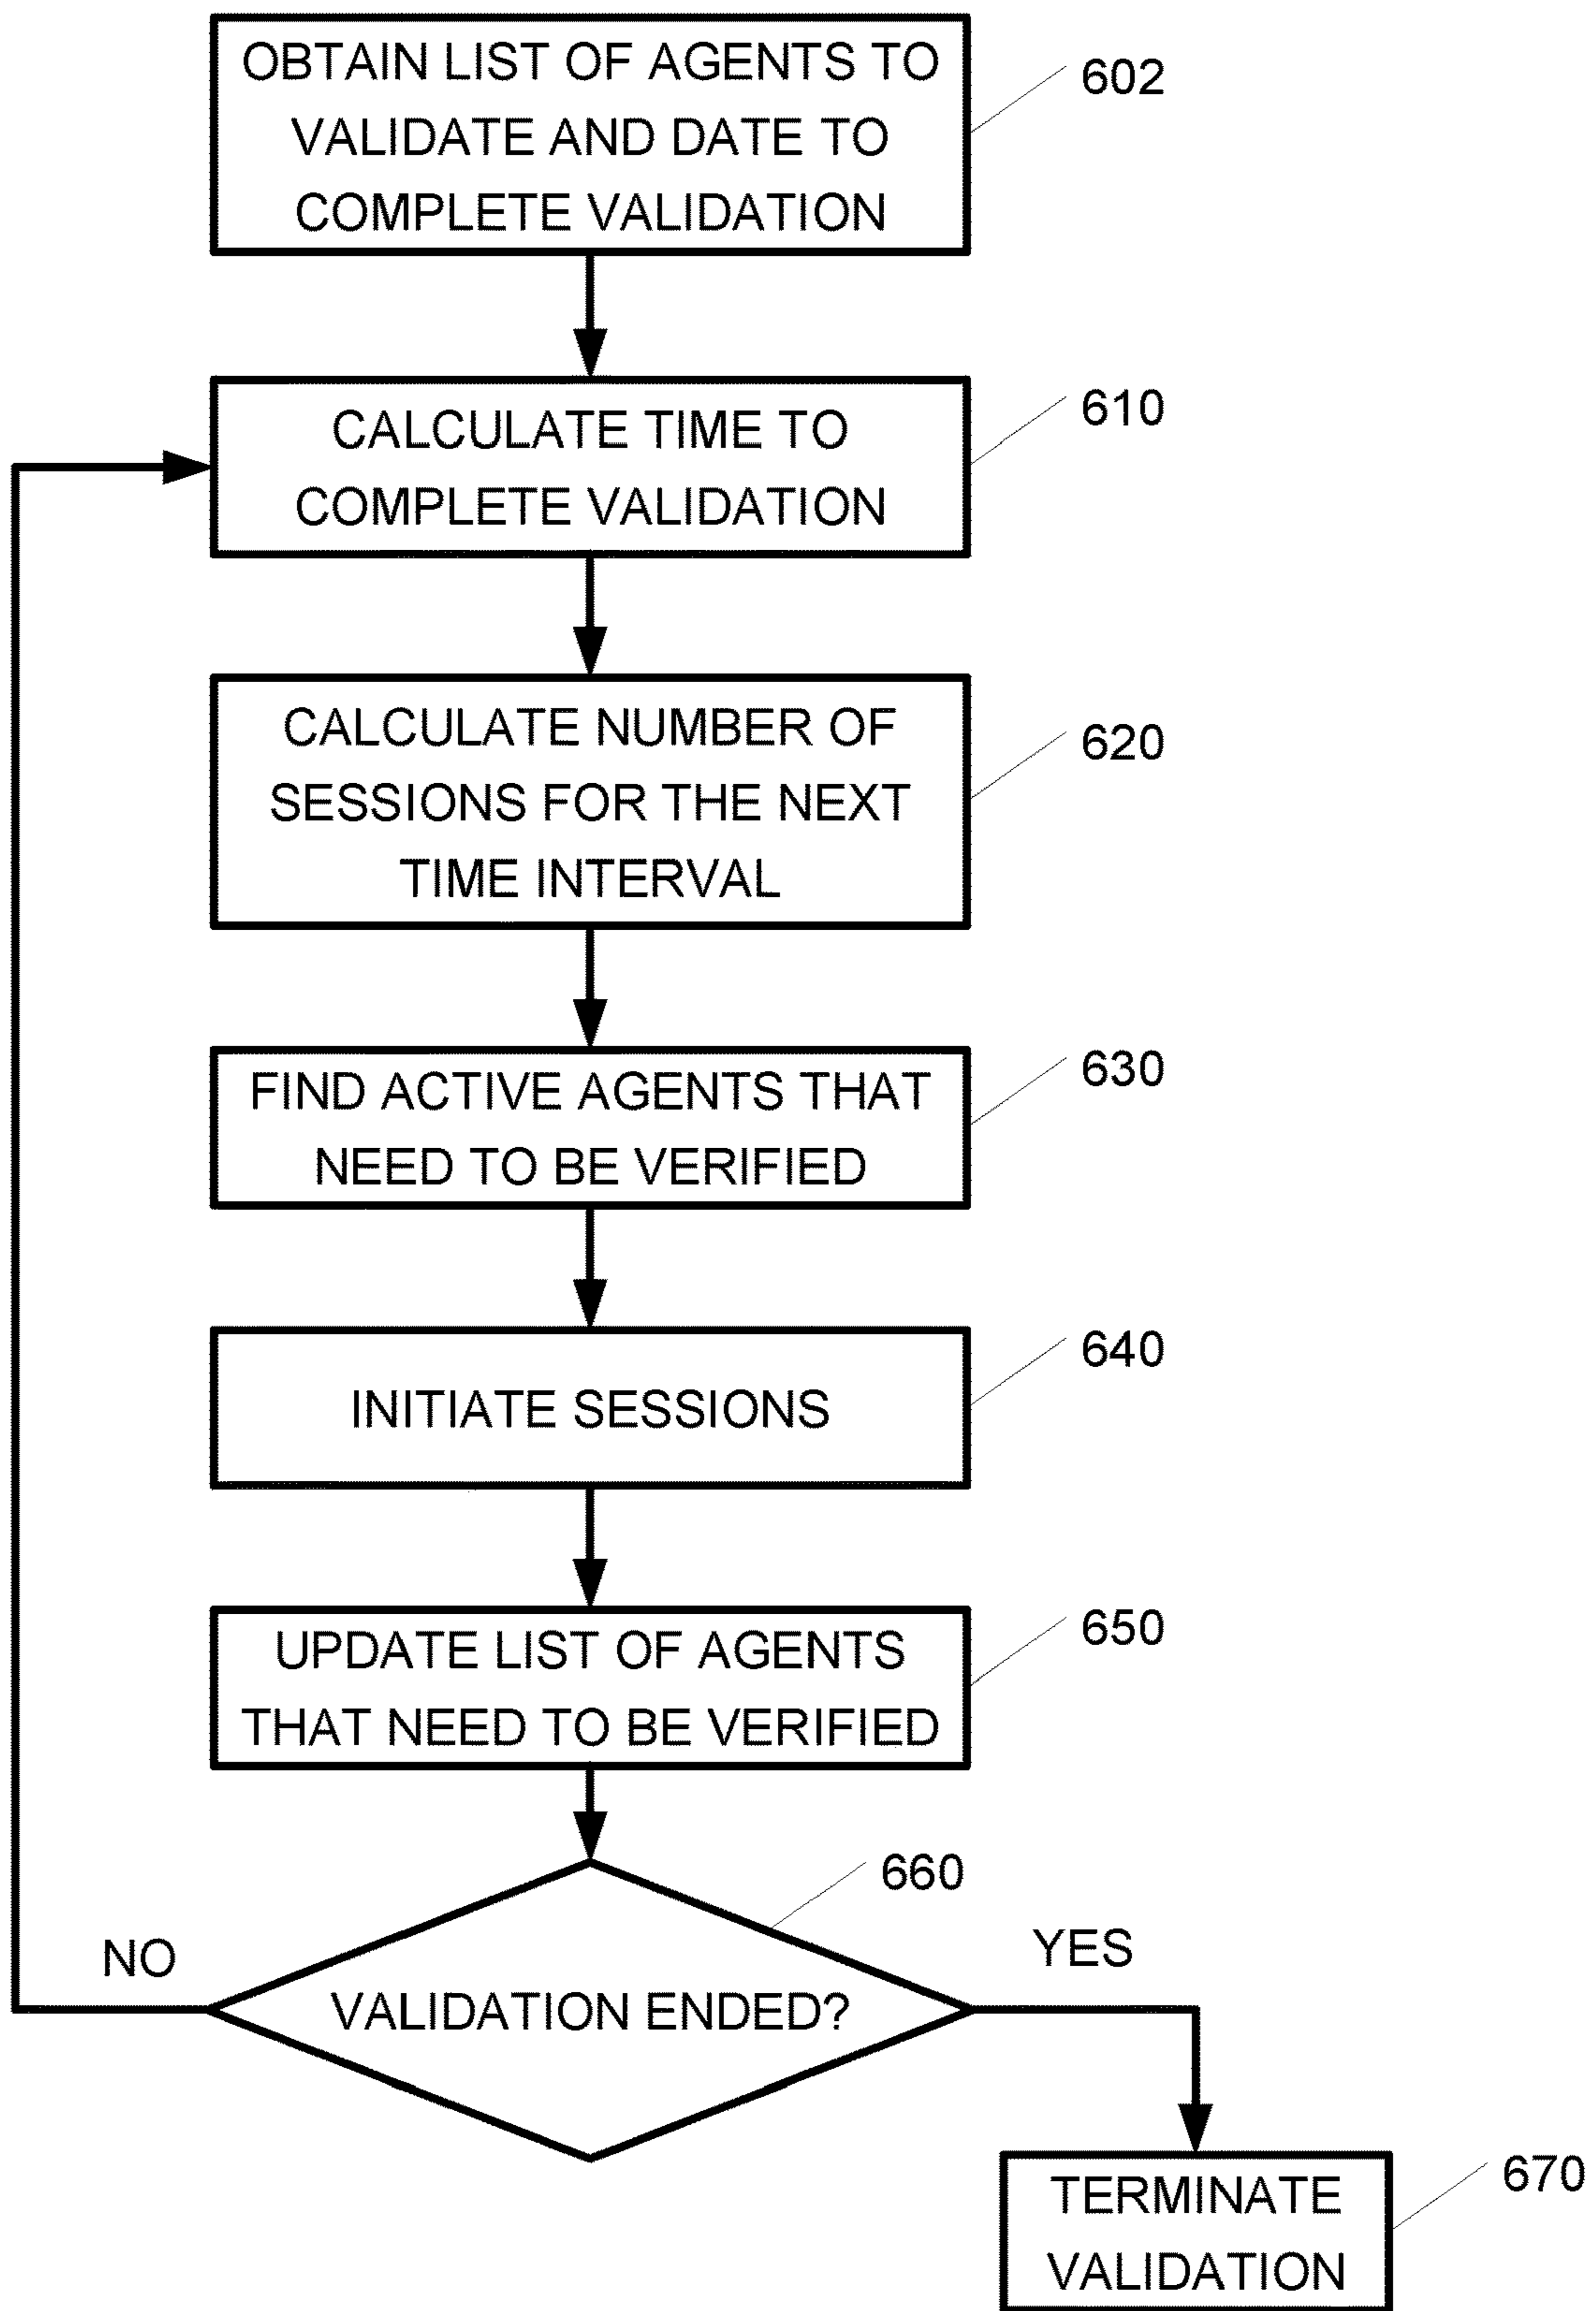 OBTAIN LIST OF AGENTS TO
VALIDATE AND DATE TO
COMPLETE VALIDATION
602
CALCULATE TIME TO
COMPLETE VALIDATION
610
CALCULATE NUMBER OF
SESSIONS FOR THE NEXT
TIME INTERVAL
620
FIND ACTIVE AGENTS THAT
NEED TO BE VERIFIED
630
INITIATE SESSIONS
640
UPDATE LIST OF AGENTS
THAT NEED TO BE VERIFIED
650
660
NO
YES
VALIDATION ENDED?
TERMINATE
VALIDATION
670